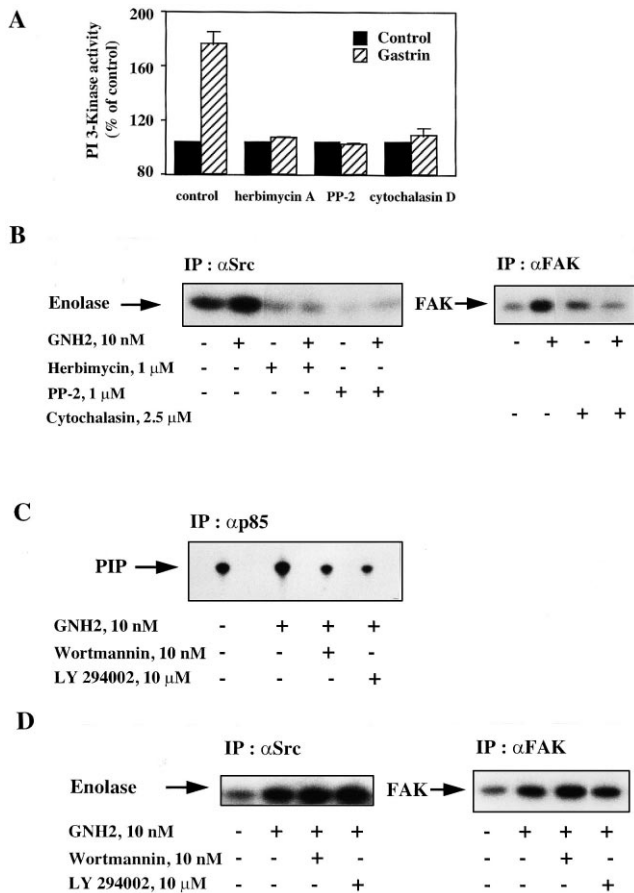 A
PI 3-Kinase activity
(% of control)
200
160
120
80
Control
Gastrin
control herbimycin A PP-2 cytochalasin D
B
IP : αSrc
IP : αFAK
Enolase
FAK
GNH2, 10 nM - + - + - + - +
Herbimycin, 1 μM - - + + - -
PP-2, 1 μM - - - - + +
Cytochalasin, 2.5 μM - - + +
C
IP : αp85
PIP
GNH2, 10 nM - + + +
Wortmannin, 10 nM - - + -
LY 294002, 10 μM - - - +
D
IP : αSrc
IP : αFAK
Enolase
FAK
GNH2, 10 nM - + + + - + + +
Wortmannin, 10 nM - - + - - - + -
LY 294002, 10 μM - - - + - - - +